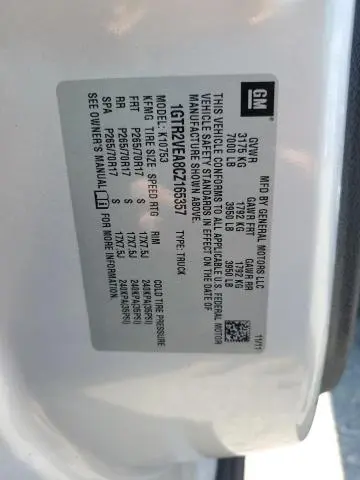 GM
MFD BY GENERAL MOTORS LLC 11/11
GVWR GAWR FRT GAWR RR
3175 KG 1792 KG 1792 KG
7000 LB 3950 LB 3950 LB
THIS VEHICLE CONFORMS TO ALL APPLICABLE U.S. FEDERAL MOTOR
VEHICLE SAFETY STANDARDS IN EFFECT ON THE DATE OF
MANUFACTURE SHOWN ABOVE.
1GTR2VEA8CZ165357 TYPE: TRUCK
MODEL: K10753
KFMG TIRE SIZE SPEED RTG RIM COLD TIRE PRESSURE
FRT P265/70R17 S 17X7.5J 240KPA(35PSI)
RR P265/70R17 S 17X7.5J 240KPA(35PSI)
SPA P265/70R17 S 17X7.5J 240KPA(35PSI)
SEE OWNER'S MANUAL FOR MORE INFORMATION.